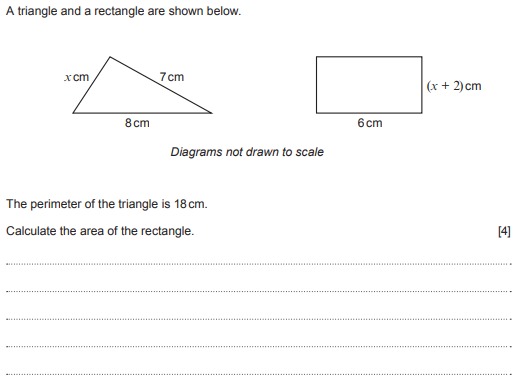 A triangle and a rectangle are shown below.
x cm
7 cm
8 cm
(x + 2) cm
6 cm
Diagrams not drawn to scale
The perimeter of the triangle is 18 cm.
Calculate the area of the rectangle. [4]